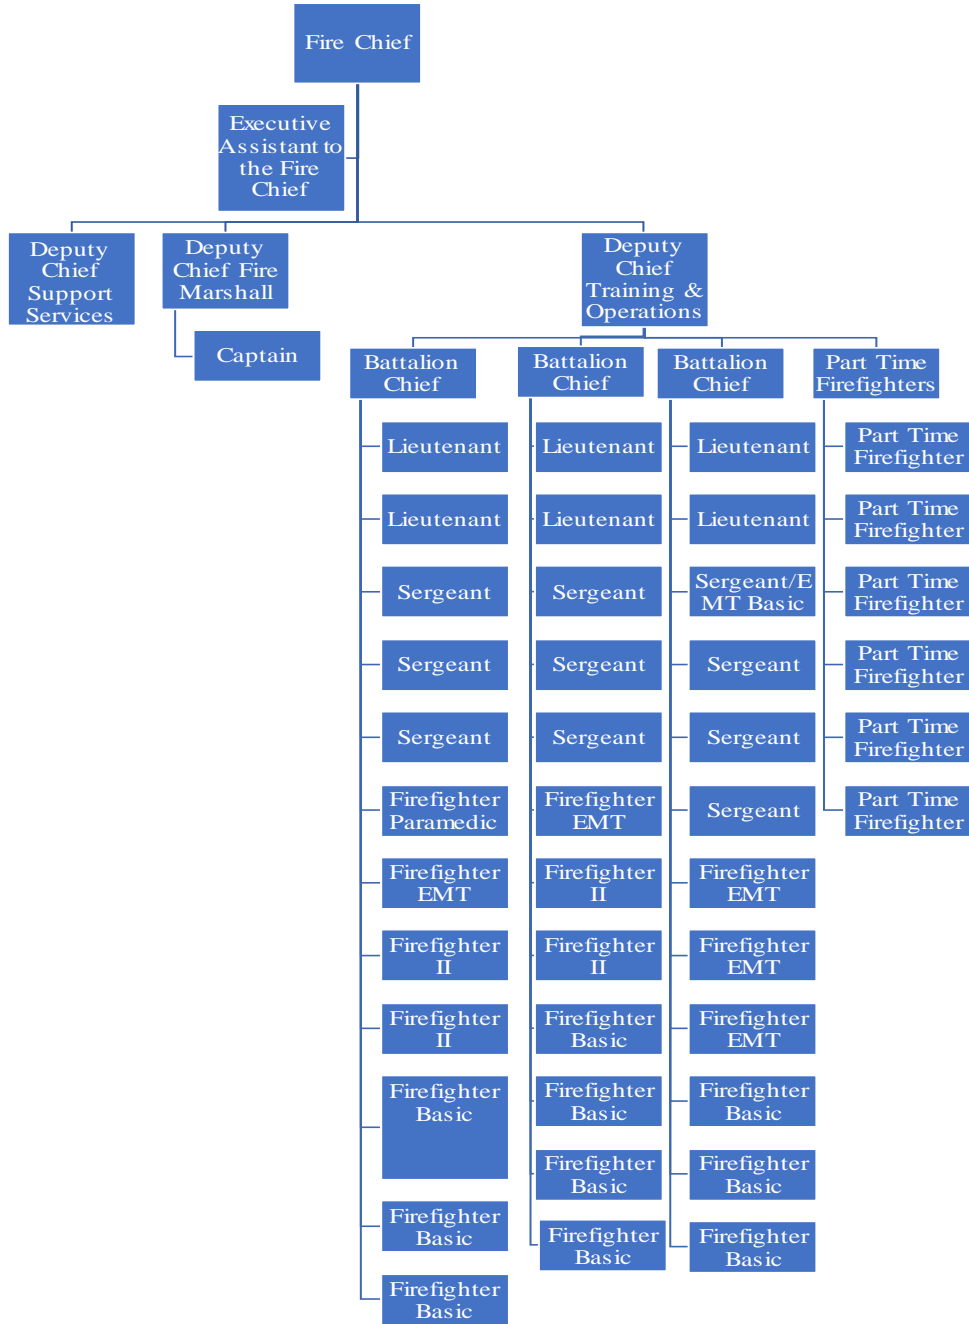 Fire Chief
Executive
Assistant to
the Fire
Chief
Deputy
Chief
Support
Services
Deputy
Chief Fire
Marshall
Captain
Deputy
Chief
Training &
Operations
Battalion
Chief
Lieutenant
Lieutenant
Sergeant
Sergeant
Sergeant
Firefighter
Paramedic
Firefighter
EMT
Firefighter
II
Firefighter
II
Firefighter
Basic
Firefighter
Basic
Firefighter
Basic
Battalion
Chief
Lieutenant
Lieutenant
Sergeant
Sergeant
Sergeant
Firefighter
EMT
Firefighter
II
Firefighter
II
Firefighter
Basic
Firefighter
Basic
Firefighter
Basic
Firefighter
Basic
Battalion
Chief
Lieutenant
Lieutenant
Sergeant/E
MT Basic
Sergeant
Sergeant
Sergeant
Firefighter
EMT
Firefighter
EMT
Firefighter
EMT
Firefighter
Basic
Firefighter
Basic
Firefighter
Basic
Part Time
Firefighters
Part Time
Firefighter
Part Time
Firefighter
Part Time
Firefighter
Part Time
Firefighter
Part Time
Firefighter
Part Time
Firefighter